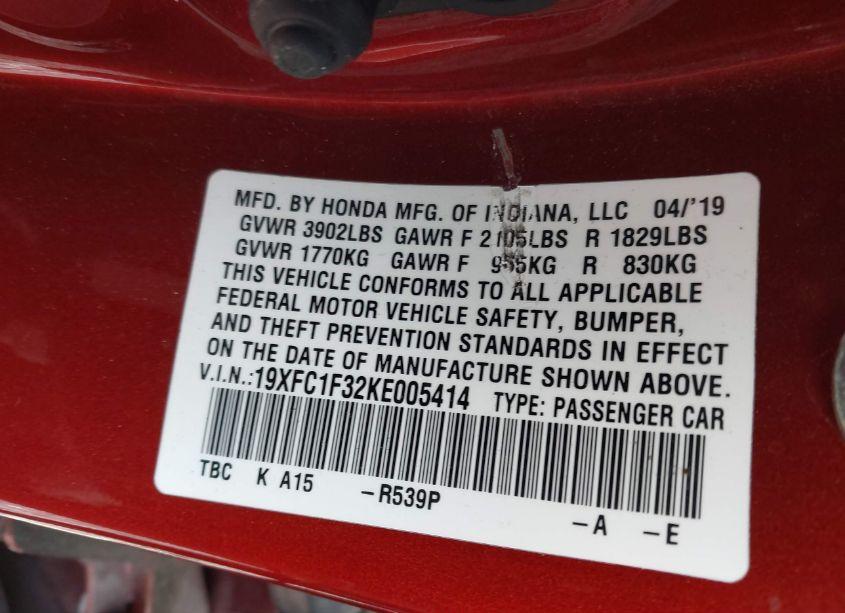 MFD. BY HONDA MFG. OF INDIANA, LLC 04/'19
GVWR 3902LBS GAWR F 2105LBS R 1829LBS
GVWR 1770KG GAWR F 955KG R 830KG
THIS VEHICLE CONFORMS TO ALL APPLICABLE
FEDERAL MOTOR VEHICLE SAFETY, BUMPER,
AND THEFT PREVENTION STANDARDS IN EFFECT
ON THE DATE OF MANUFACTURE SHOWN ABOVE.
V.I.N.:19XFC1F32KE005414 TYPE: PASSENGER CAR
TBC K A15 -R539P -A -E